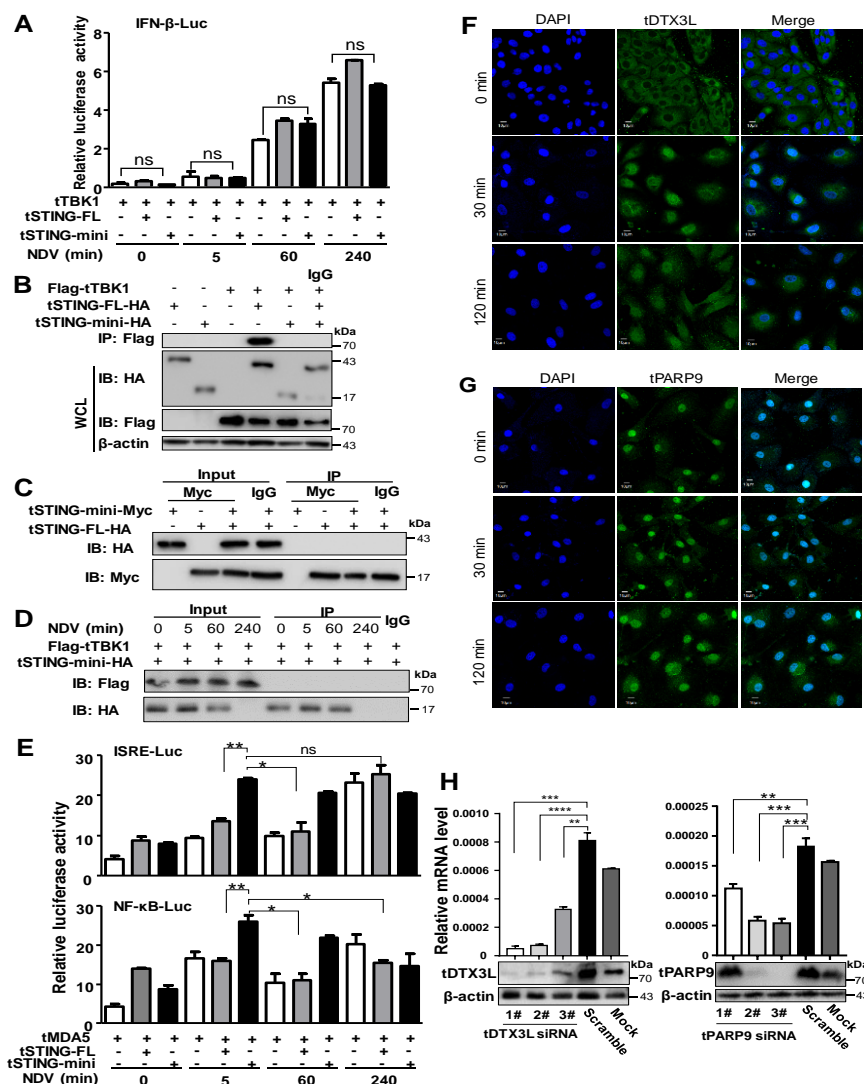 A
IFN-β-Luc
Relative luciferase activity
8
6
4
2
0
ns ns ns ns
tTBK1 + + + + + + + + + + + +
tSTING-FL - + - - + - - + - - + -
tSTING-mini - - + - - + - - + - - +
NDV (min) 0 5 60 240
B
IgG
Flag-tTBK1 - - + + + +
tSTING-FL-HA + - - + - +
tSTING-mini-HA - + - - + +
kDa
IP: Flag
70
43
IB: HA
17
WCL
IB: Flag
70
β-actin
43
C
Input IP
Myc IgG Myc IgG
tSTING-mini-Myc + - + + + - + +
tSTING-FL-HA - + + + - + + +
kDa
IB: HA
43
IB: Myc
17
D
Input IP
NDV (min) 0 5 60 240 0 5 60 240 IgG
Flag-tTBK1 + + + + + + + + +
tSTING-mini-HA + + + + + + + + +
kDa
IB: Flag
70
IB: HA
17
E
ISRE-Luc
Relative luciferase activity
30
20
10
0
** * ns
NF-κB-Luc
30
20
10
0
** * *
tMDA5 + + + + + + + + + + + +
tSTING-FL - + - - + - - + - - + -
tSTING-mini - - + - - + - - + - - +
NDV (min) 0 5 60 240
F
DAPI tDTX3L Merge
0 min
30 min
120 min
G
DAPI tPARP9 Merge
0 min
30 min
120 min
H
Relative mRNA level
0.0010
0.0008
0.0006
0.0004
0.0002
0.0000
***
****
**
kDa
tDTX3L
70
β-actin
43
1# 2# 3# Scramble Mock
tDTX3L siRNA
0.00025
0.00020
0.00015
0.00010
0.00005
0.00000
**
***
***
kDa
tPARP9
70
β-actin
43
1# 2# 3# Scramble Mock
tPARP9 siRNA